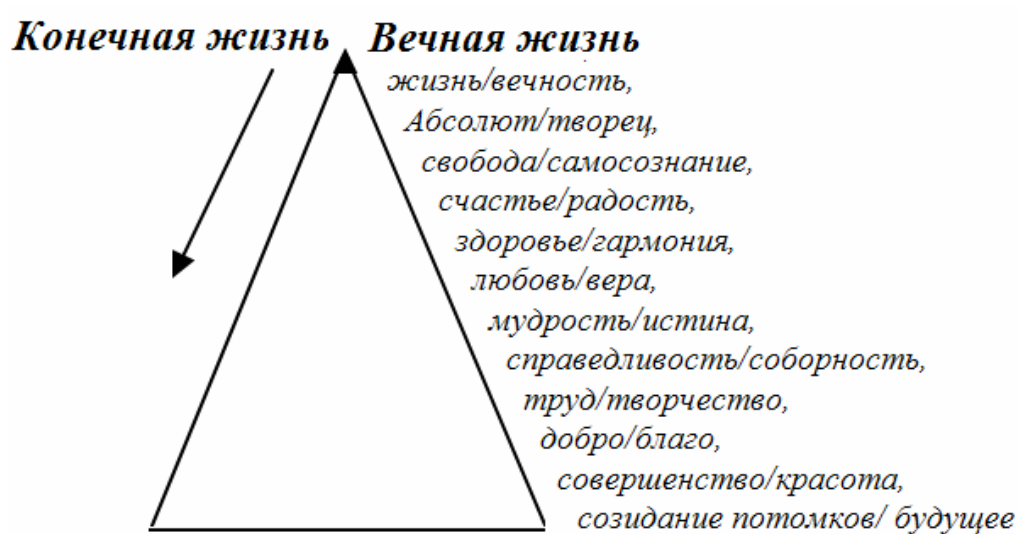 Конечная жизнь Вечная жизнь
жизнь/вечность,
Абсолют/творец,
свобода/самосознание,
счастье/радость,
здоровье/гармония,
любовь/вера,
мудрость/истина,
справедливость/соборность,
труд/творчество,
добро/благо,
совершенство/красота,
созидание потомков/ будущее